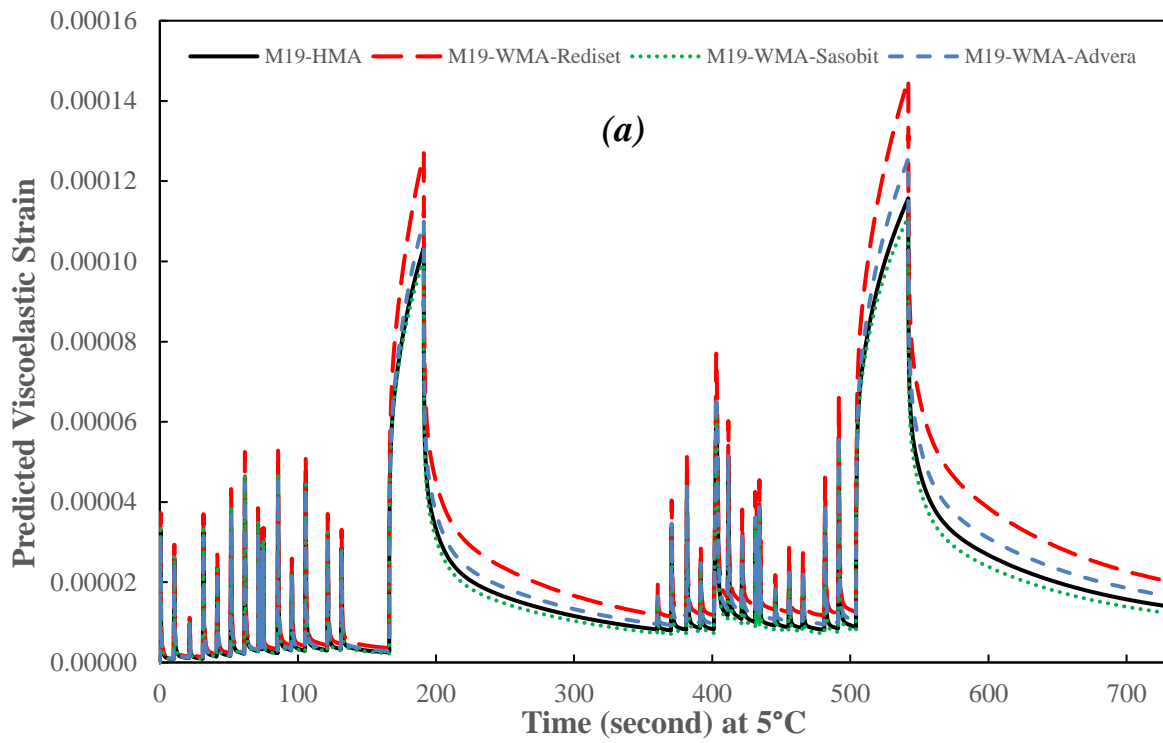 0.00016
M19-HMA M19-WMA-Rediset M19-WMA-Sasobit M19-WMA-Advera
0.00014
(a)
0.00012
0.00010
0.00008
0.00006
0.00004
0.00002
0.00000
Predicted Viscoelastic Strain
0 100 200 300 400 500 600 700
Time (second) at 5°C